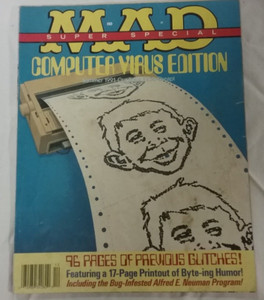 MAD
SUPER SPECIAL
COMPUTER VIRUS EDITION
1991
96 PAGES OF PREVIOUS GLITCHES!
Featuring a 17-Page Printout of Byte-ing Humor!
Including the Bug-Infested Alfred E. Neuman Program!